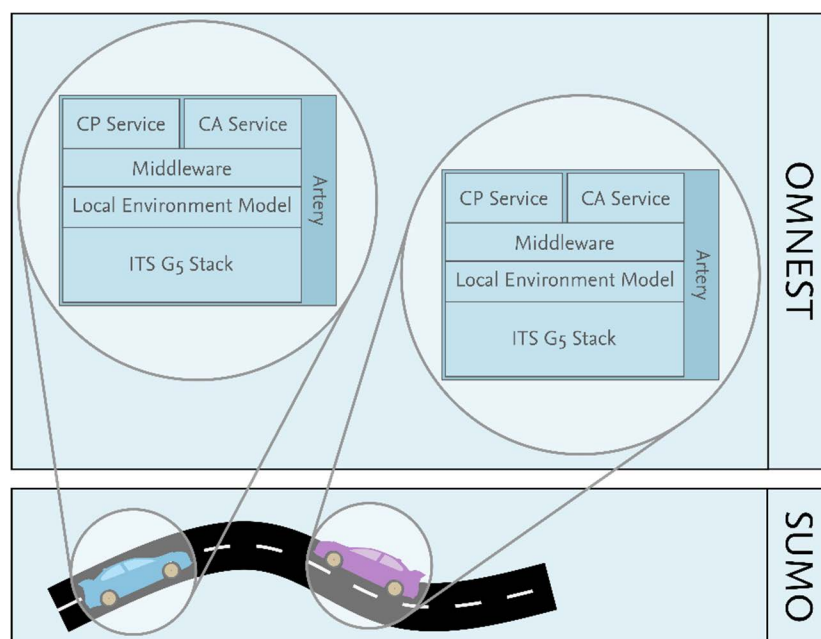 CP Service
CA Service
Middleware
Local Environment Model
ITS G5 Stack
Artery
CP Service
CA Service
Middleware
Local Environment Model
ITS G5 Stack
Artery
OMNEST
SUMO